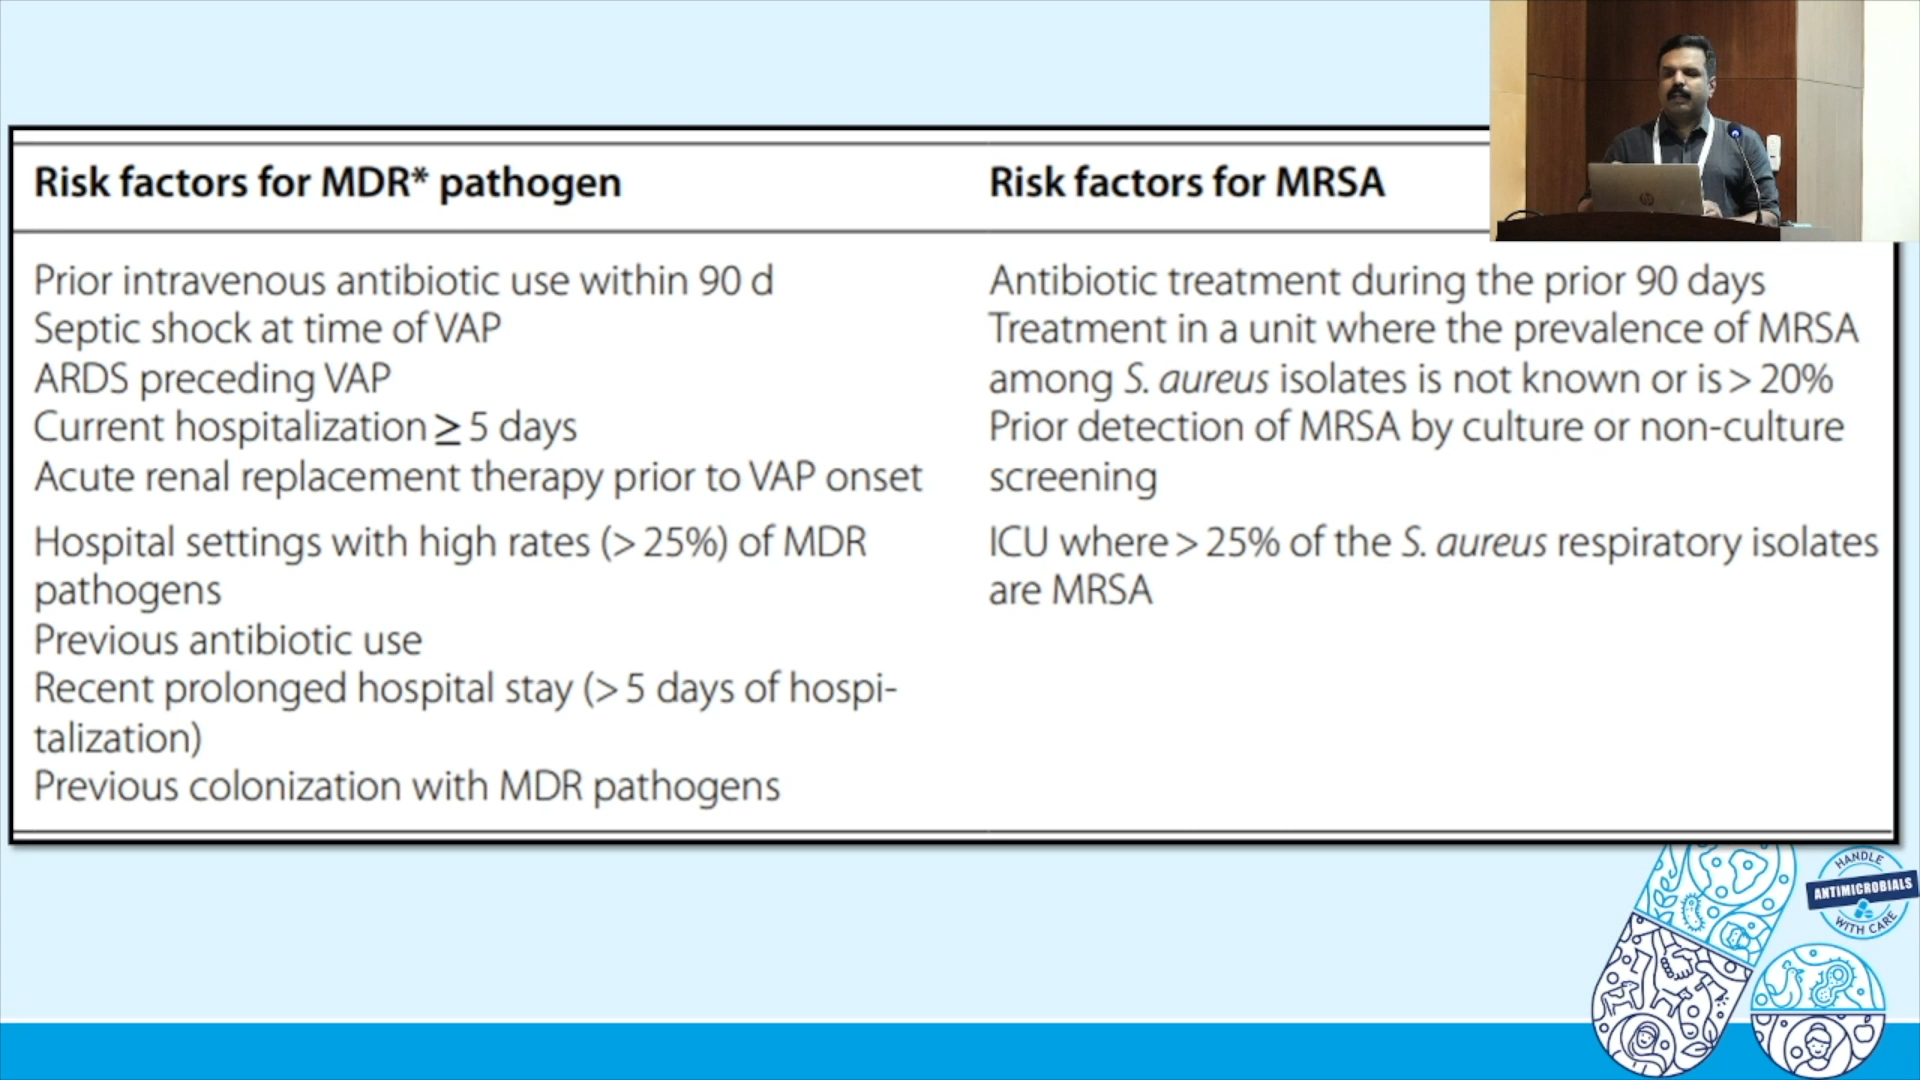 Risk factors for MDR* pathogen
Prior intravenous antibiotic use within 90 d
Septic shock at time of VAP
ARDS preceding VAP
Current hospitalization ≥ 5 days
Acute renal replacement therapy prior to VAP onset
Hospital settings with high rates (> 25%) of MDR
pathogens
Previous antibiotic use
Recent prolonged hospital stay (> 5 days of hospi-
talization)
Previous colonization with MDR pathogens
Risk factors for MRSA
Antibiotic treatment during the prior 90 days
Treatment in a unit where the prevalence of MRSA
among S. aureus isolates is not known or is > 20%
Prior detection of MRSA by culture or non-culture
screening
ICU where > 25% of the S. aureus respiratory isolates
are MRSA
HANDLE
ANTIMICROBIALS
WITH CARE
hp